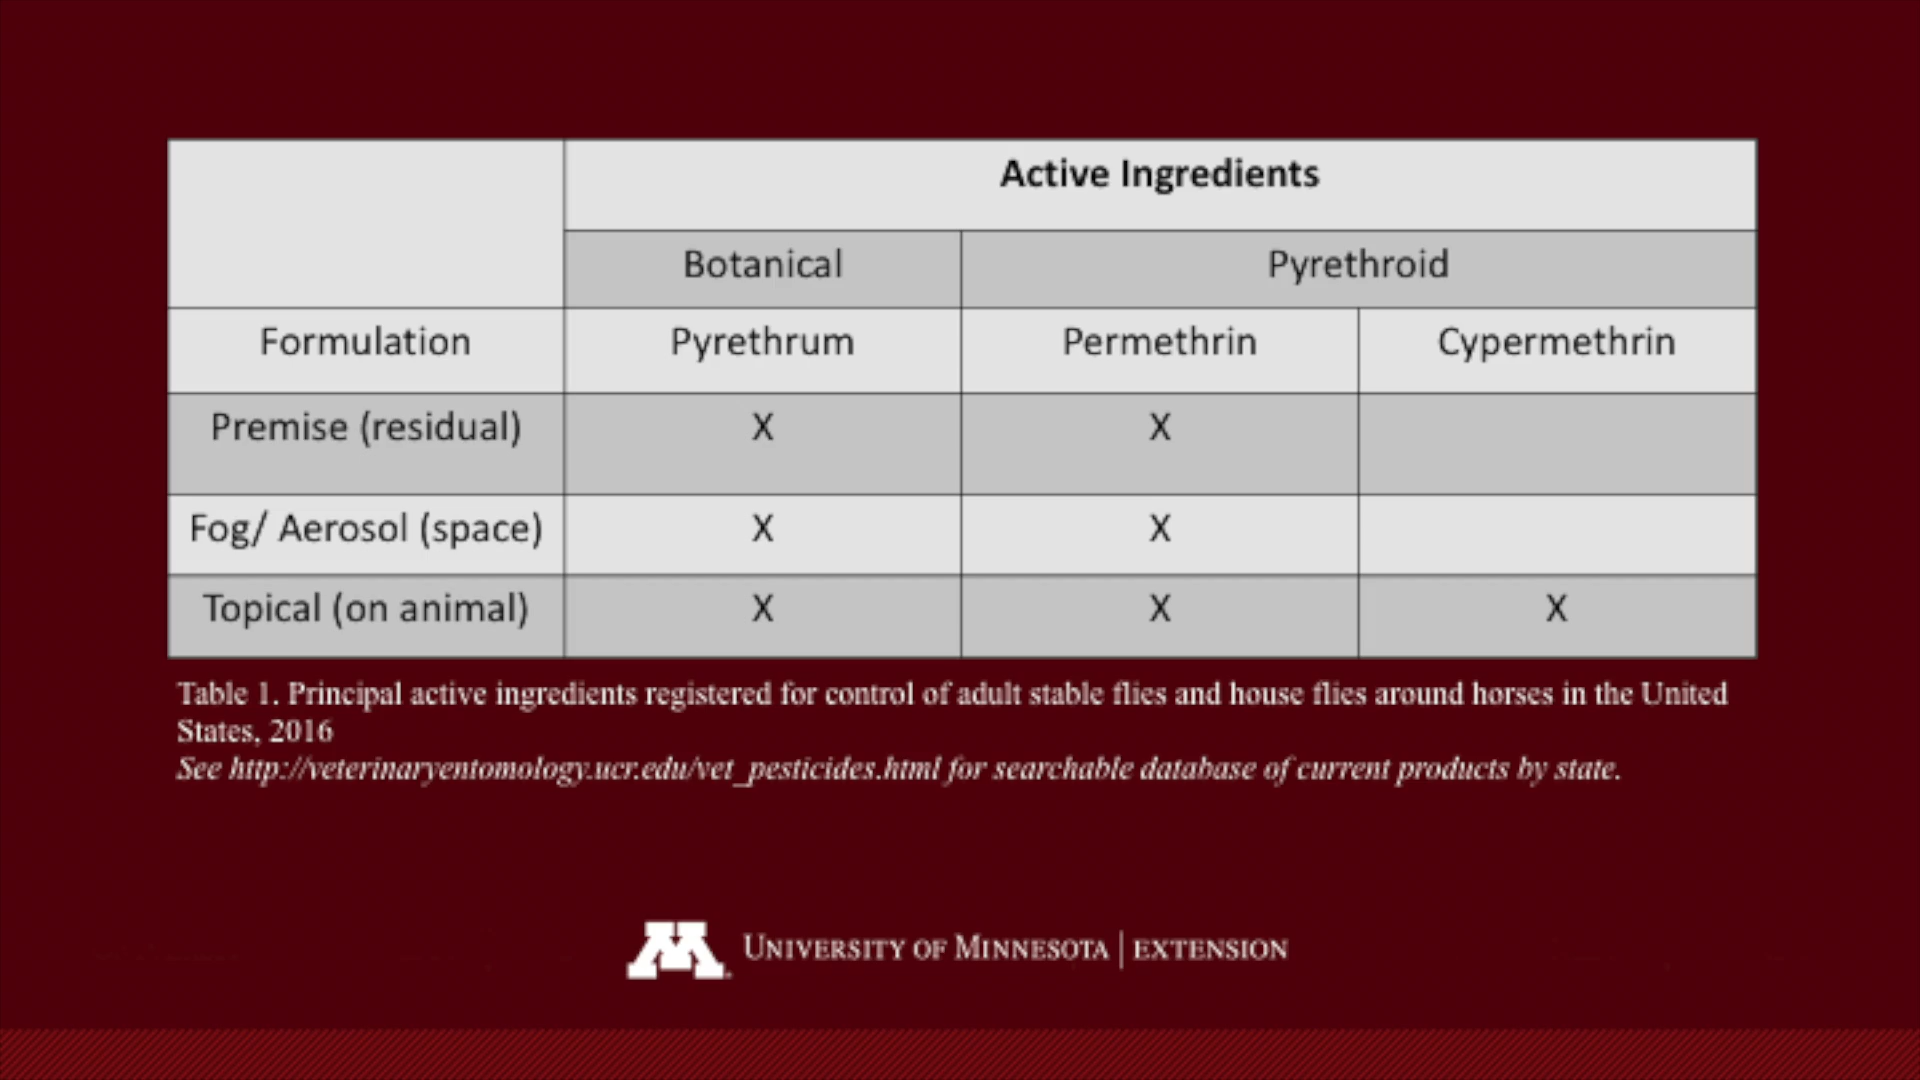 Active Ingredients
Botanical Pyrethroid
Formulation Pyrethrum Permethrin Cypermethrin
Premise (residual) X X
Fog/ Aerosol (space) X X
Topical (on animal) X X X
Table 1. Principal active ingredients registered for control of adult stable flies and house flies around horses in the United
States, 2016
See http://veterinaryentomology.ucr.edu/vet_pesticides.html for searchable database of current products by state.
M UNIVERSITY OF MINNESOTA | EXTENSION